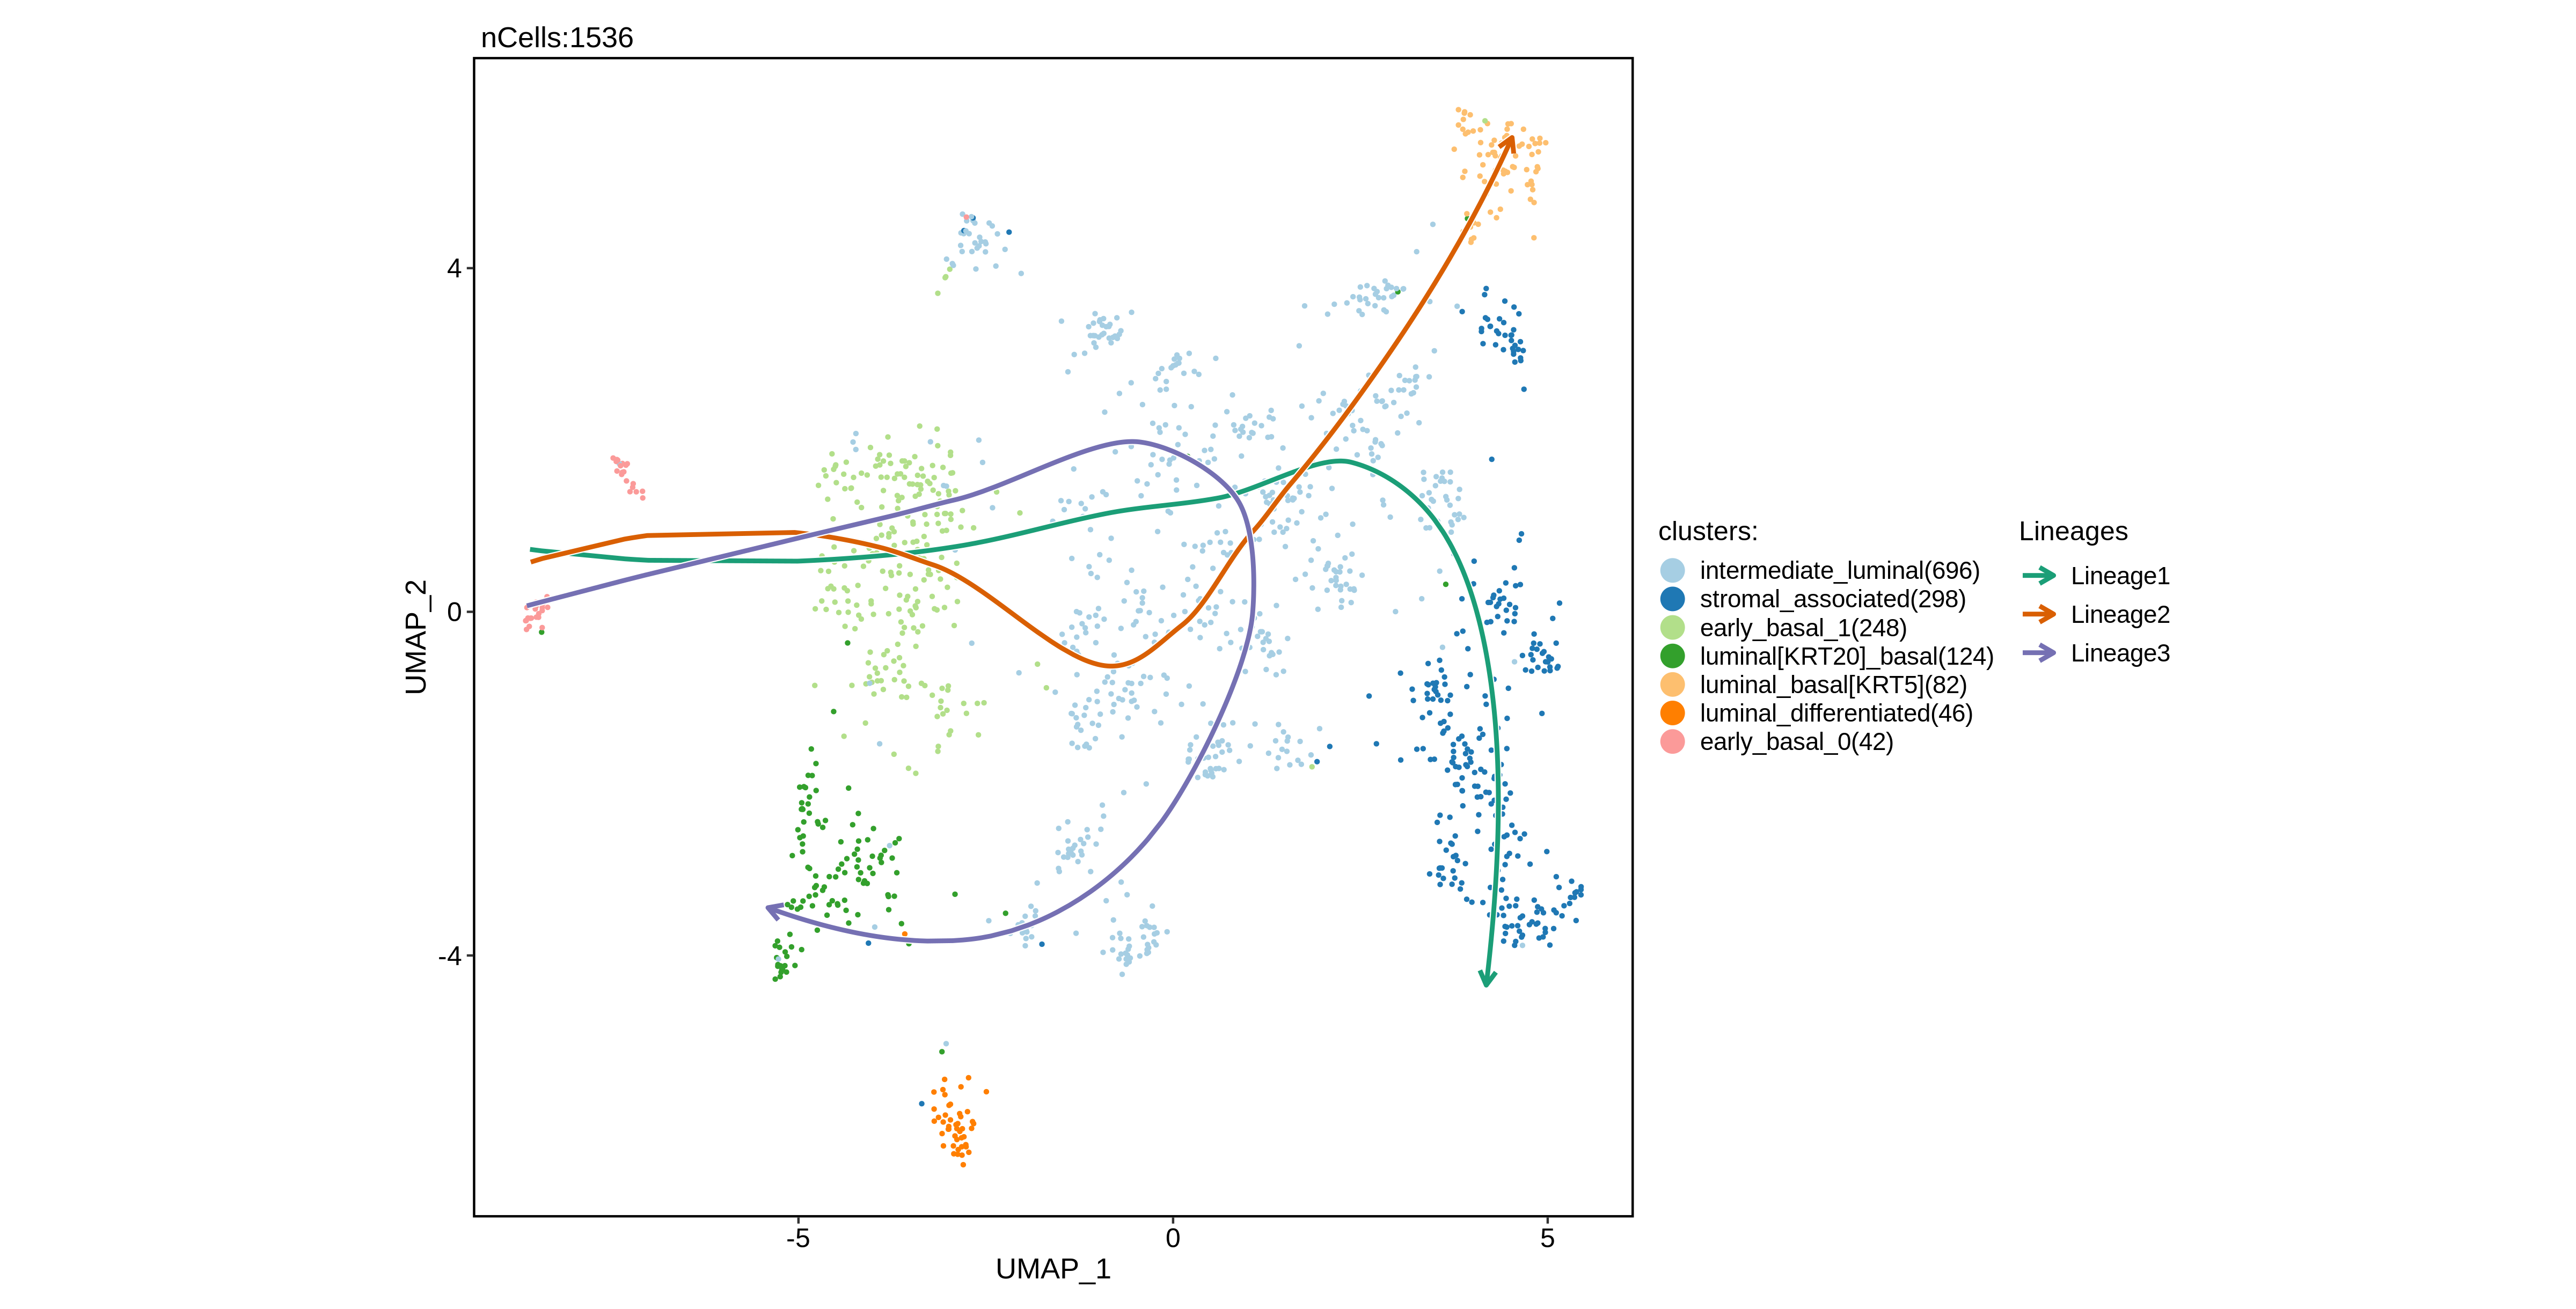 nCells:1536
4
0
-4
UMAP_2
-5
0
5
UMAP_1
clusters:
intermediate_luminal(696)
stromal_associated(298)
early_basal_1(248)
luminal[KRT20]_basal(124)
luminal_basal[KRT5](82)
luminal_differentiated(46)
early_basal_0(42)
Lineages
Lineage1
Lineage2
Lineage3